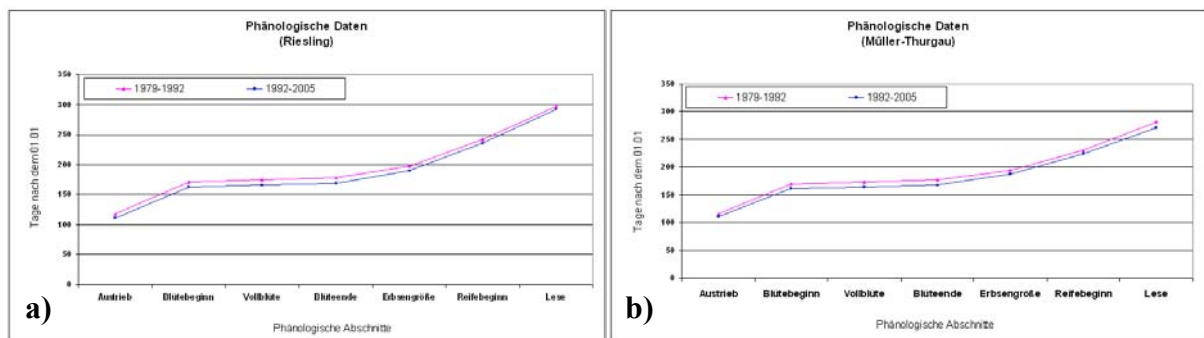 Phänologische Daten
(Riesling)
1979-1992 1992-2005
Tage nach dem 01.01
350
300
250
200
150
100
50
0
Austrieb Blütebeginn Vollblüte Blüteende Erbsengröße Reifebeginn Lese
Phänologische Abschnitte
a)
Phänologische Daten
(Müller-Thurgau)
1979-1992 1992-2005
Tage nach dem 01.01
350
300
250
200
150
100
50
0
Austrieb Blütebeginn Vollblüte Blüteende Erbsengröße Reifebeginn Lese
Phänologische Abschnitte
b)